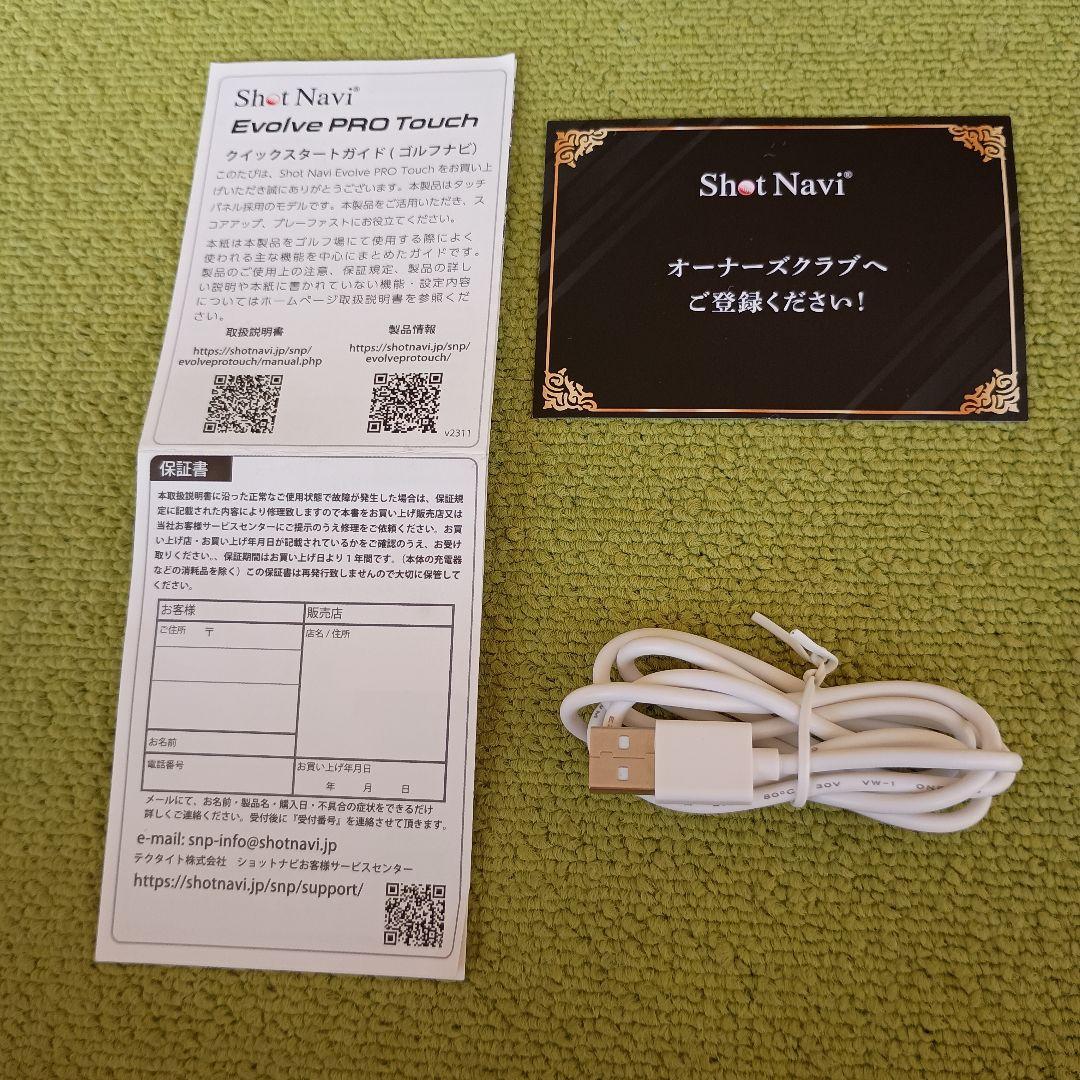 Shot Navi®
Evolve PRO Touch
クイックスタートガイド(ゴルフナビ)
このたびは、Shot Navi Evolve PRO Touch をお買い上
げいただき誠にありがとうございます。本製品はタッチ
パネル採用のモデルです。本製品をご活用いただき、ス
コアアップ、プレーファストにお役立てください。
本紙は本製品をゴルフ場にて使用する際によく
使われる主な機能を中心にまとめたガイドです。
製品のご使用上の注意、保証規定、製品の詳し
い説明や本紙に書かれていない機能・設定内容
についてはホームページ取扱説明書を参照くだ
さい。
取扱説明書
https://shotnavi.jp/snp/
evolveprotouch/manual.php
製品情報
https://shotnavi.jp/snp/
evolveprotouch/
v2311
保証書
本取扱説明書に沿った正常なご使用状態で故障が発生した場合は、保証規
定に記載された内容により修理致しますので本書をお買い上げ販売店又は
当社お客様サービスセンターにご提示のうえ修理をご依頼ください。お買
い上げ店・お買い上げ年月日が記載されているかをご確認のうえ、お受け
取りください。、保証期間はお買い上げ日より1年間です。(本体の充電器
などの消耗品を除く)この保証書は再発行致しませんので大切に保管して
ください。
お客様
販売店
ご住所 〒
店名/住所
お名前
電話番号
お買い上げ年月日
年 月 日
メールにて、お名前・製品名・購入日・不具合の症状をできるだけ
詳しくご連絡ください。受付後に『受付番号』を連絡させて頂きます。
e-mail: snp-info@shotnavi.jp
テクタイト株式会社 ショットナビお客様サービスセンター
https://shotnavi.jp/snp/support/
Shot Navi®
オーナーズクラブへ
ご登録ください!
80°C 30V VW-1